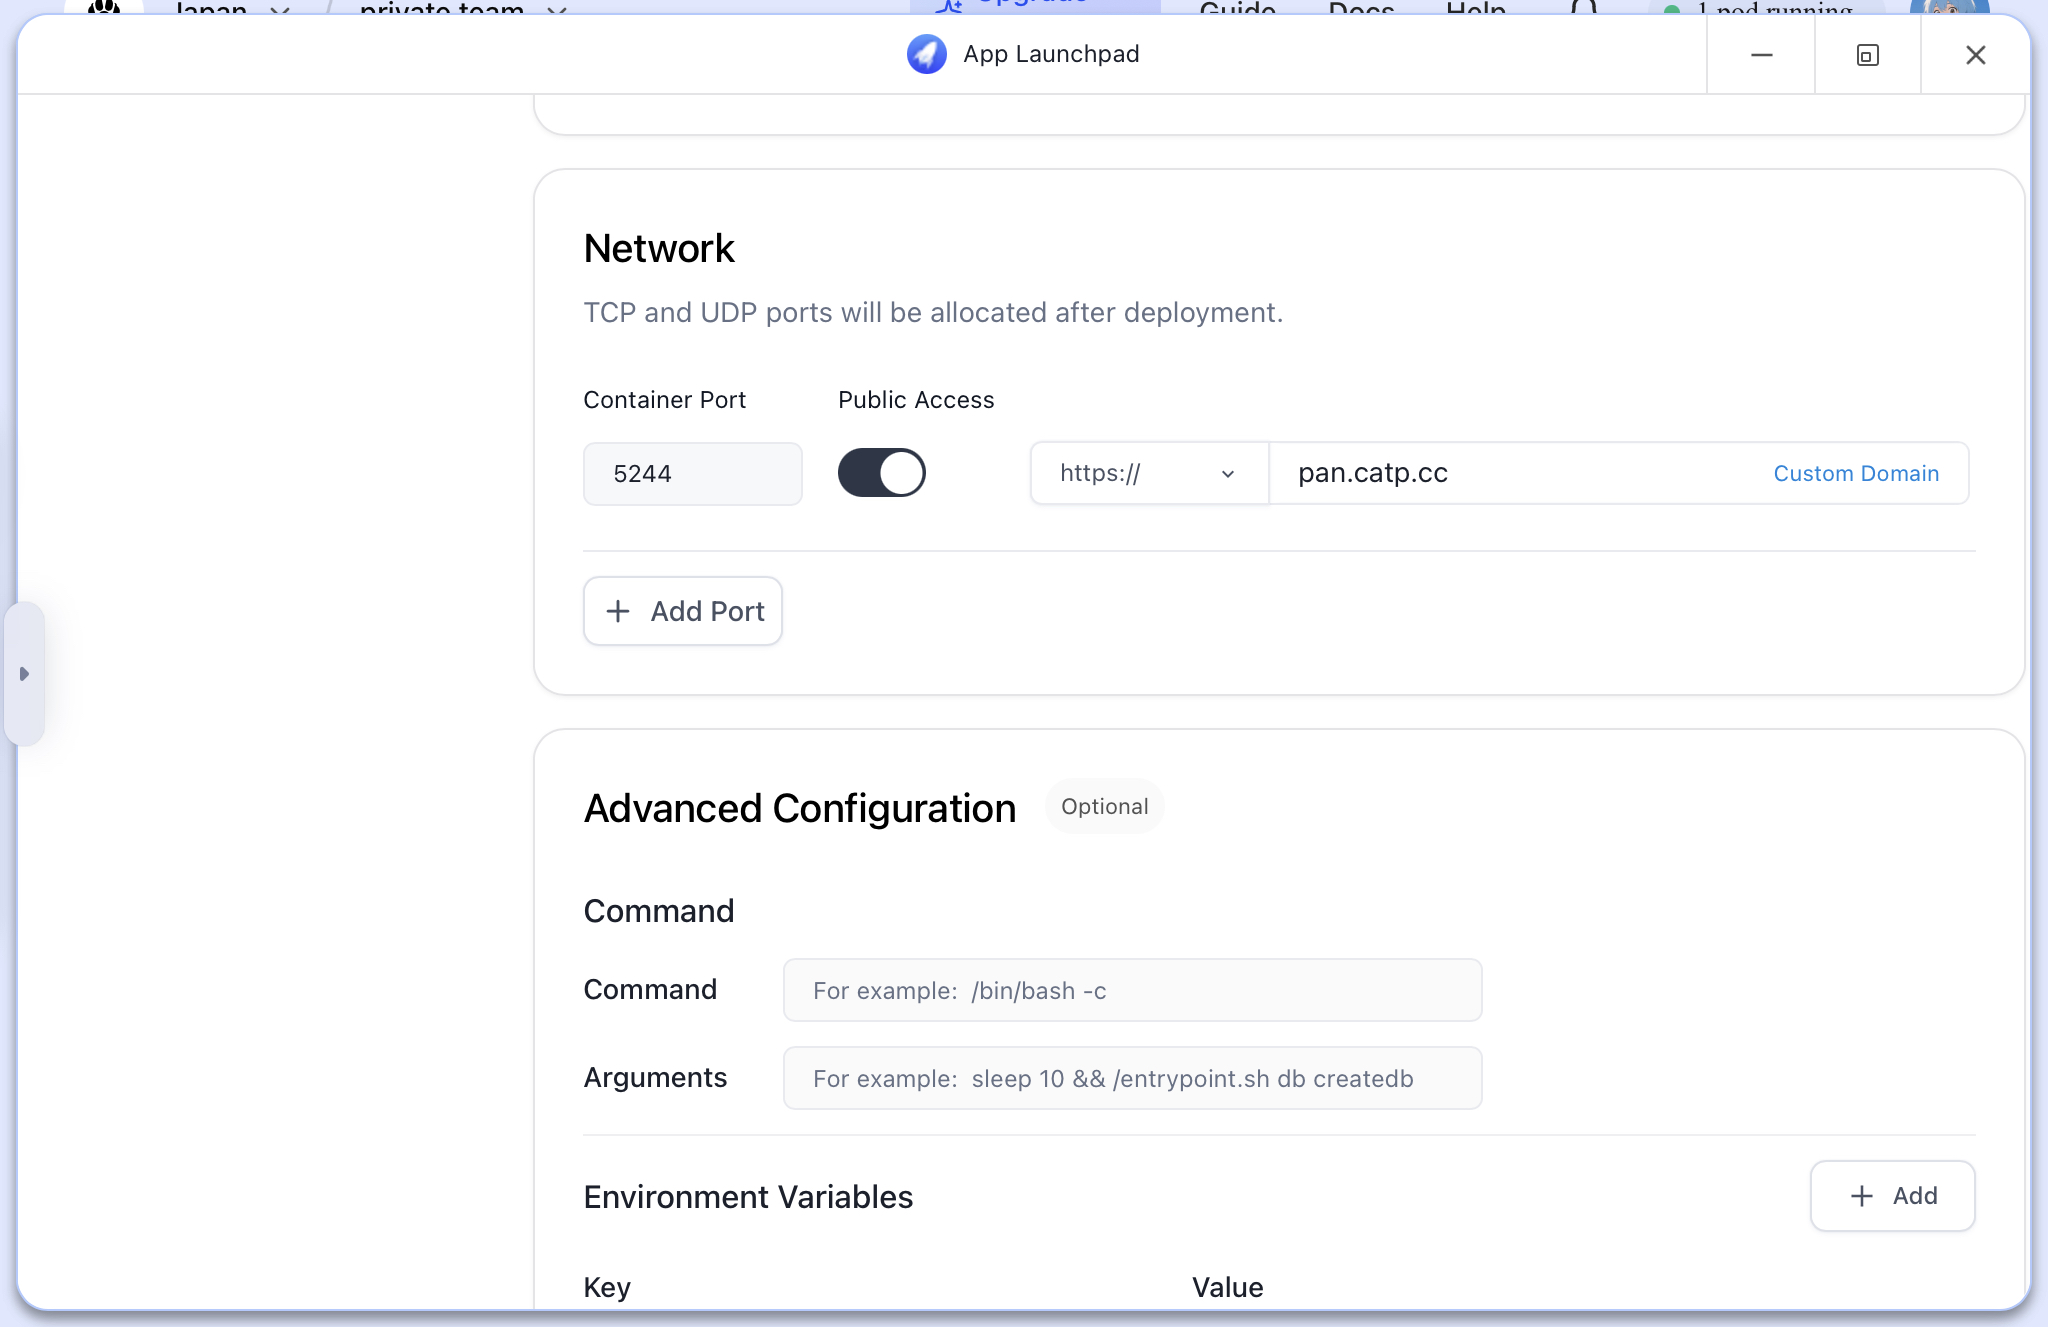 Japan
private team
Upgrade
Guide
Docs
Help
1 pod running
App Launchpad
Network
TCP and UDP ports will be allocated after deployment.
Container Port
Public Access
5244
https://
pan.catp.cc
Custom Domain
Add Port
Advanced Configuration
Optional
Command
Command
For example: /bin/bash -c
Arguments
For example: sleep 10 && /entrypoint.sh db createdb
Environment Variables
Add
Key
Value